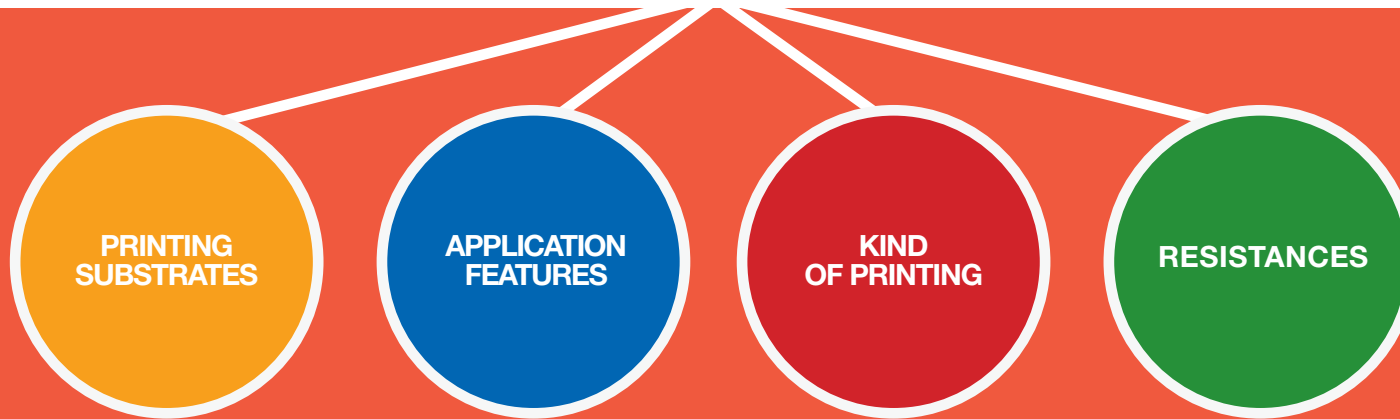 PRINTING
SUBSTRATES
APPLICATION
FEATURES
KIND
OF PRINTING
RESISTANCES